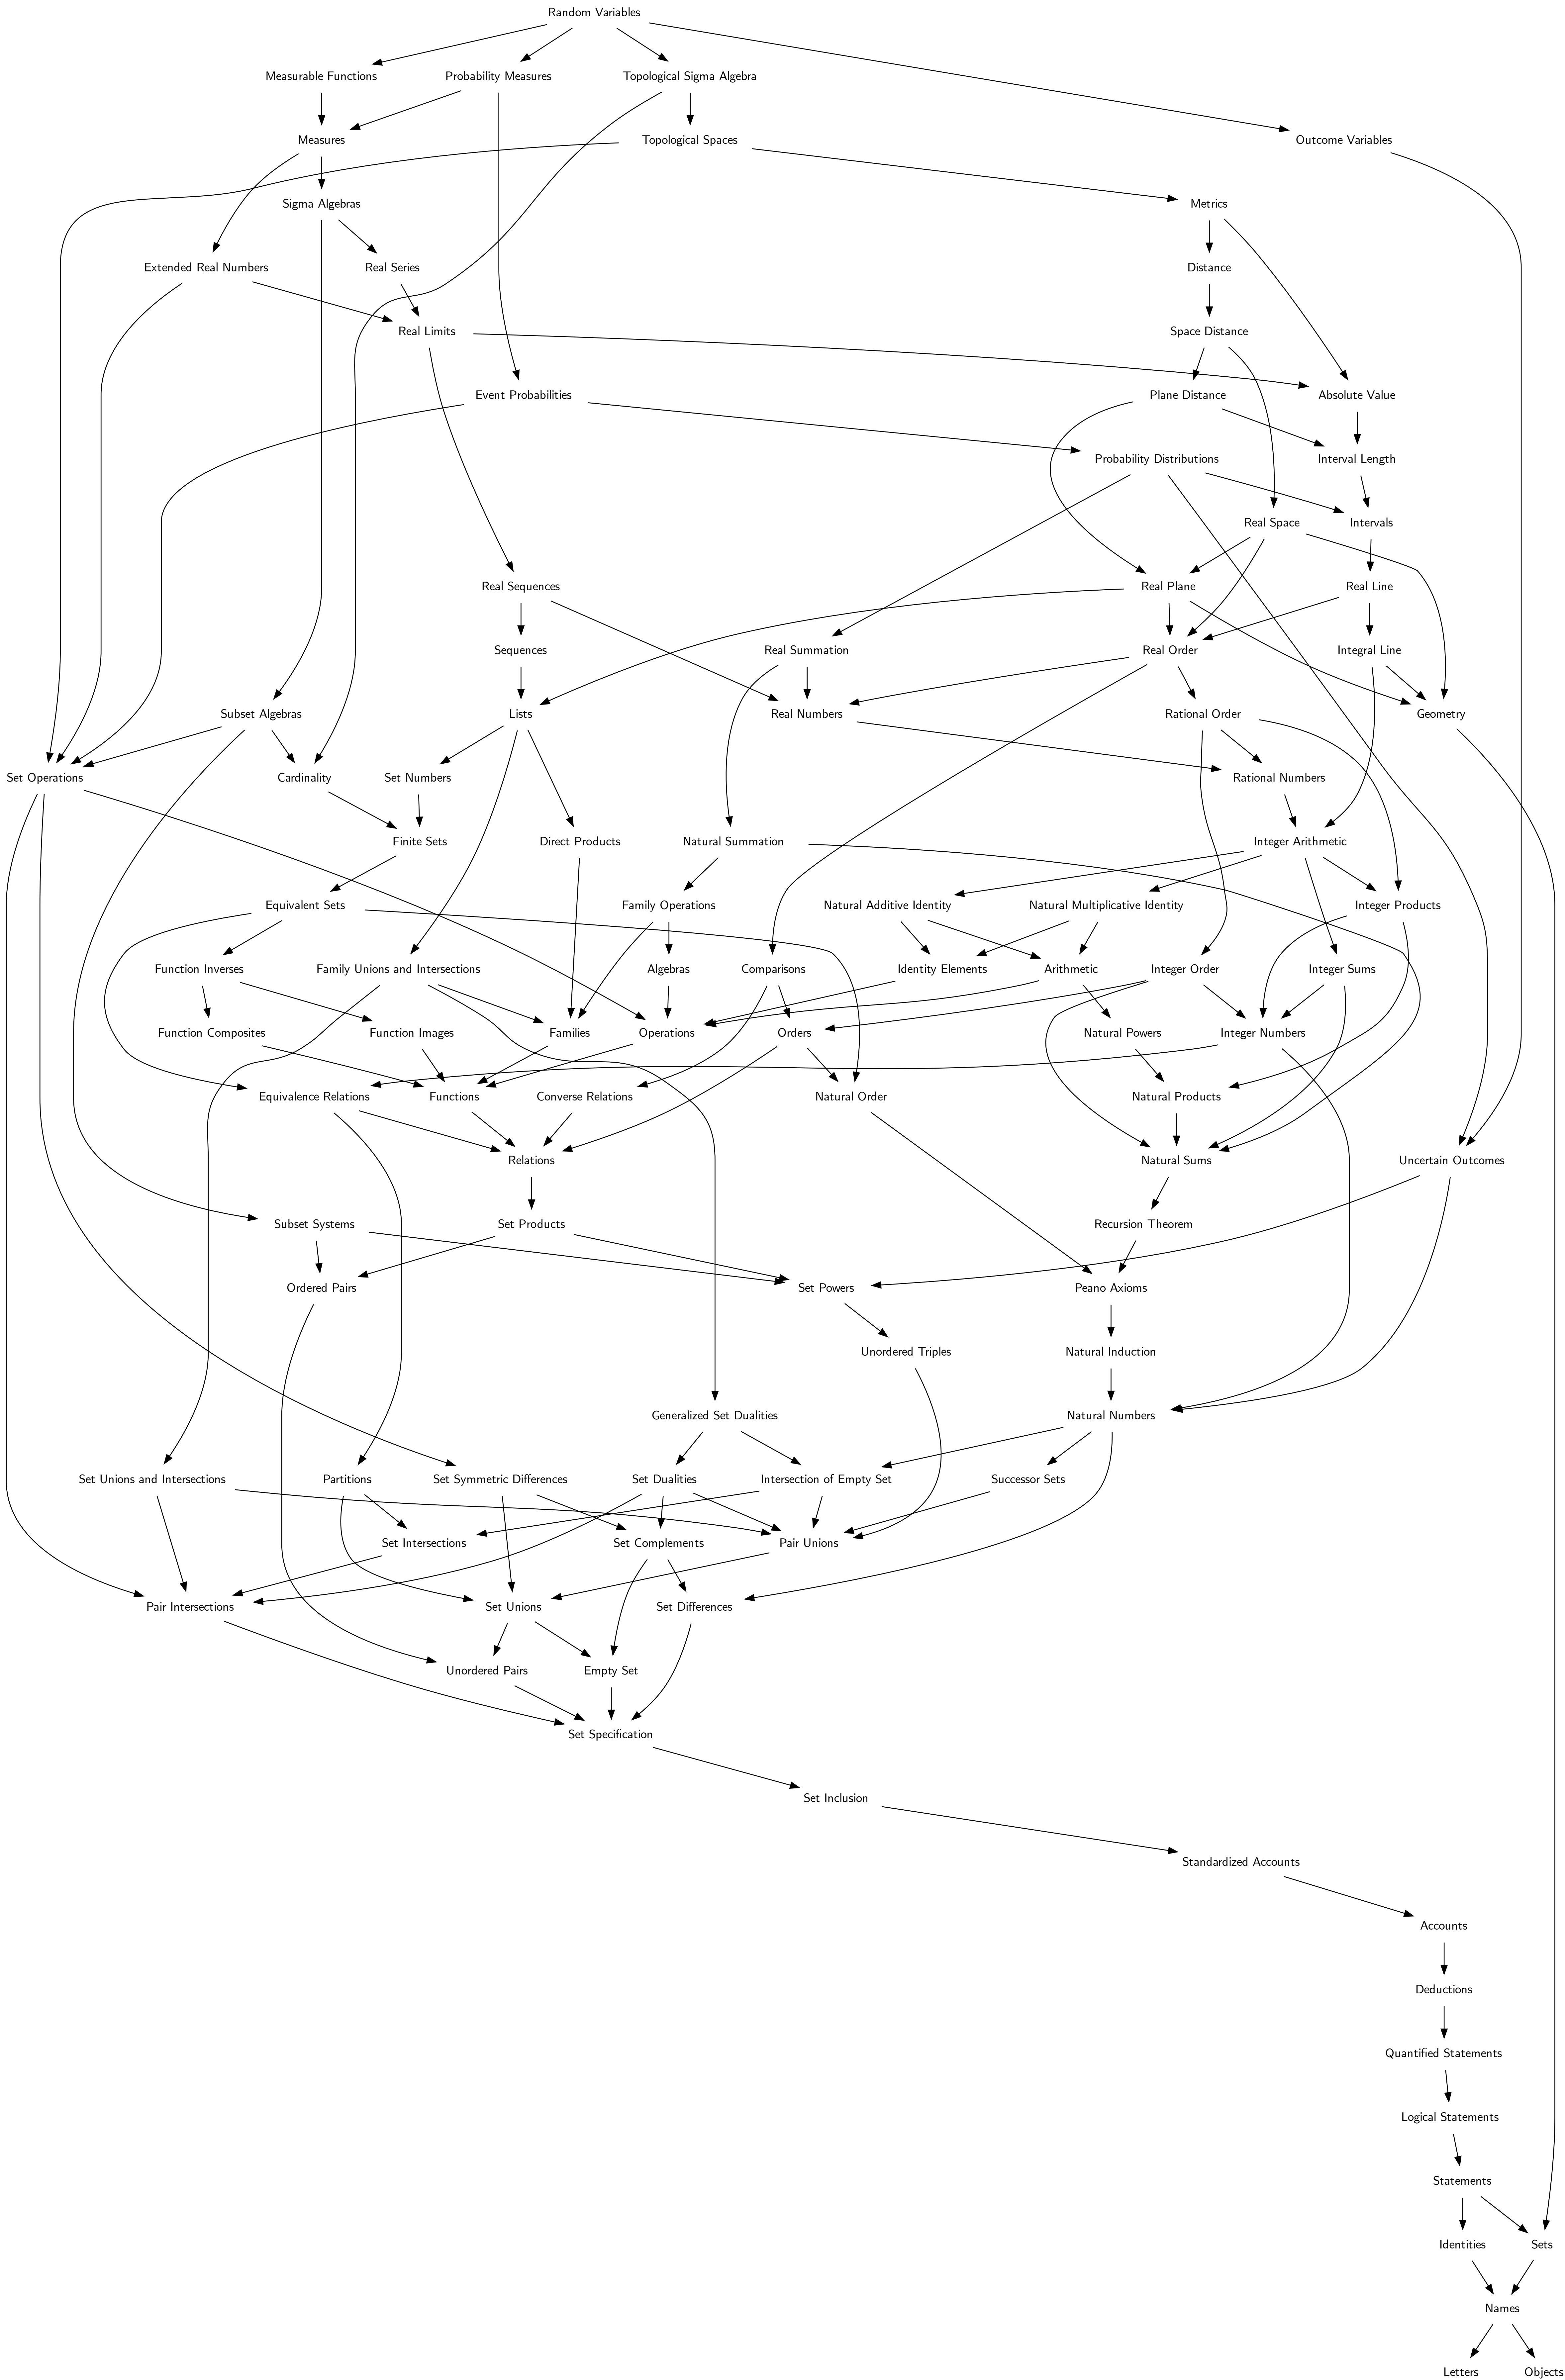 Random Variables
Measurable Functions
Probability Measures
Topological Sigma Algebra
Measures
Topological Spaces
Outcome Variables
Sigma Algebras
Metrics
Extended Real Numbers
Real Series
Distance
Real Limits
Space Distance
Event Probabilities
Plane Distance
Absolute Value
Probability Distributions
Interval Length
Real Space
Intervals
Real Sequences
Real Plane
Real Line
Sequences
Real Summation
Real Order
Integral Line
Subset Algebras
Lists
Real Numbers
Rational Order
Geometry
Set Operations
Cardinality
Set Numbers
Rational Numbers
Finite Sets
Direct Products
Natural Summation
Integer Arithmetic
Equivalent Sets
Family Operations
Natural Additive Identity
Natural Multiplicative Identity
Integer Products
Function Inverses
Family Unions and Intersections
Algebras
Comparisons
Identity Elements
Arithmetic
Integer Order
Integer Sums
Function Composites
Function Images
Families
Operations
Orders
Natural Powers
Integer Numbers
Equivalence Relations
Functions
Converse Relations
Natural Order
Natural Products
Relations
Natural Sums
Uncertain Outcomes
Subset Systems
Set Products
Recursion Theorem
Ordered Pairs
Set Powers
Peano Axioms
Unordered Triples
Natural Induction
Generalized Set Dualities
Natural Numbers
Set Unions and Intersections
Partitions
Set Symmetric Differences
Set Dualities
Intersection of Empty Set
Successor Sets
Set Intersections
Set Complements
Pair Unions
Pair Intersections
Set Unions
Set Differences
Unordered Pairs
Empty Set
Set Specification
Set Inclusion
Standardized Accounts
Accounts
Deductions
Quantified Statements
Logical Statements
Statements
Identities
Sets
Names
Letters
Objects